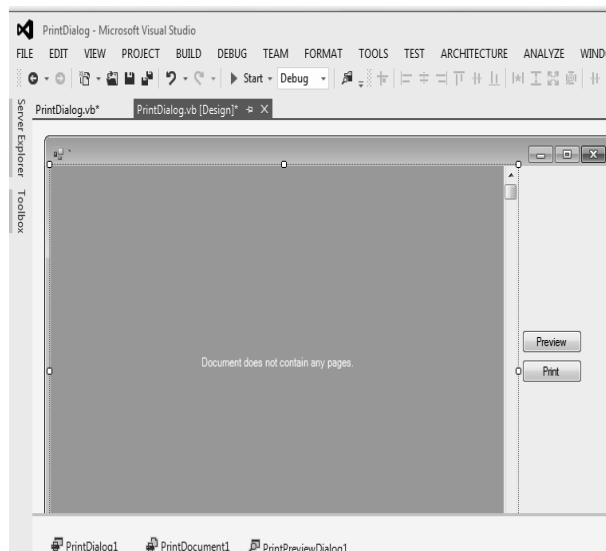 PrintDialog - Microsoft Visual Studio
FILE EDIT VIEW PROJECT BUILD DEBUG TEAM FORMAT TOOLS TEST ARCHITECTURE ANALYZE WIND
Start Debug
PrintDialog.vb* PrintDialog.vb [Design]*
Server Explorer
Toolbox
Document does not contain any pages.
Preview
Print
PrintDialog1 PrintDocument1 PrintPreviewDialog1